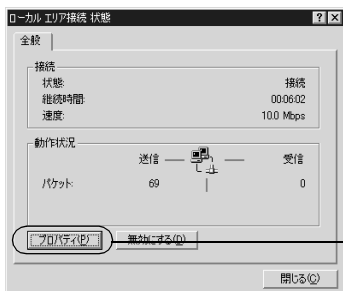 ローカル エリア接続 状態
全般
接続
状態: 接続
継続時間: 00:06:02
速度: 10.0 Mbps
動作状況
送信 受信
パケット: 69 0
プロパティ(P) 無効にする(D)
閉じる(C)